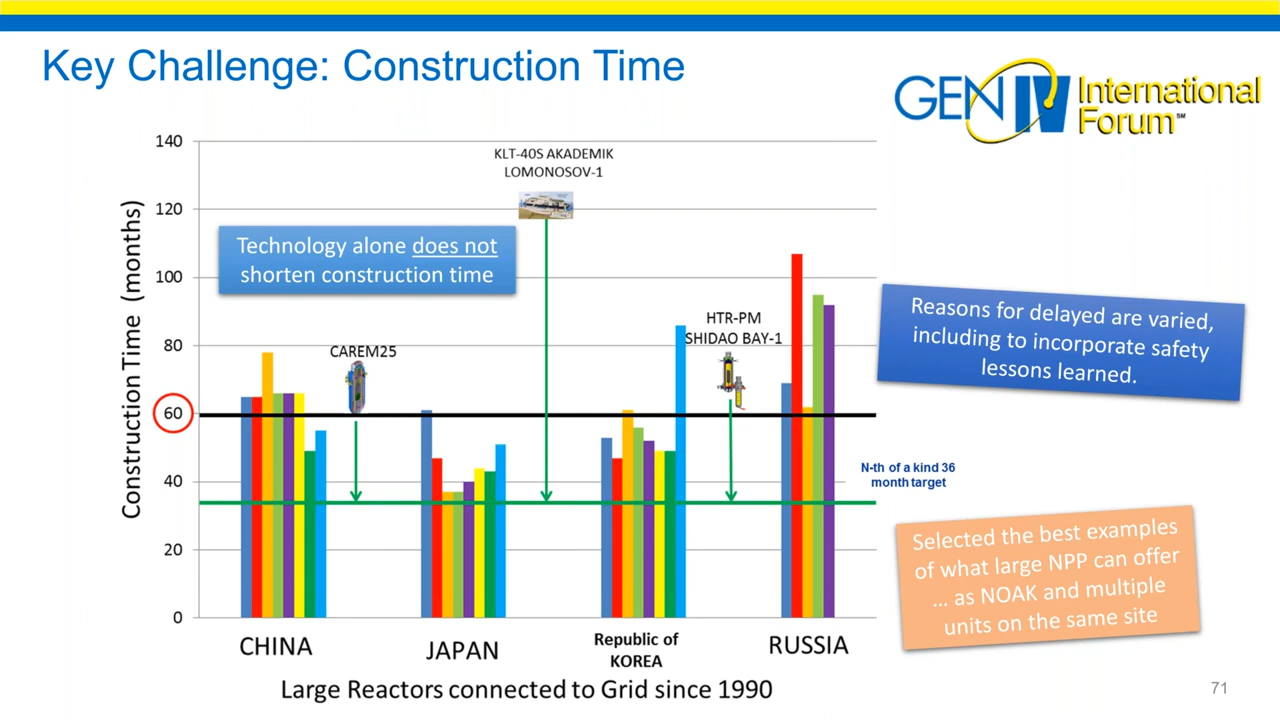 Key Challenge: Construction Time
GEN IV International
Forum℠
140
120
100
80
60
40
20
0
Construction Time (months)
KLT-40S AKADEMIK
LOMONOSOV-1
Technology alone does not
shorten construction time
CAREM25
HTR-PM
SHIDAO BAY-1
Reasons for delayed are varied,
including to incorporate safety
lessons learned.
N-th of a kind 36
month target
Selected the best examples
of what large NPP can offer
... as NOAK and multiple
units on the same site
CHINA
JAPAN
Republic of
KOREA
RUSSIA
Large Reactors connected to Grid since 1990
71